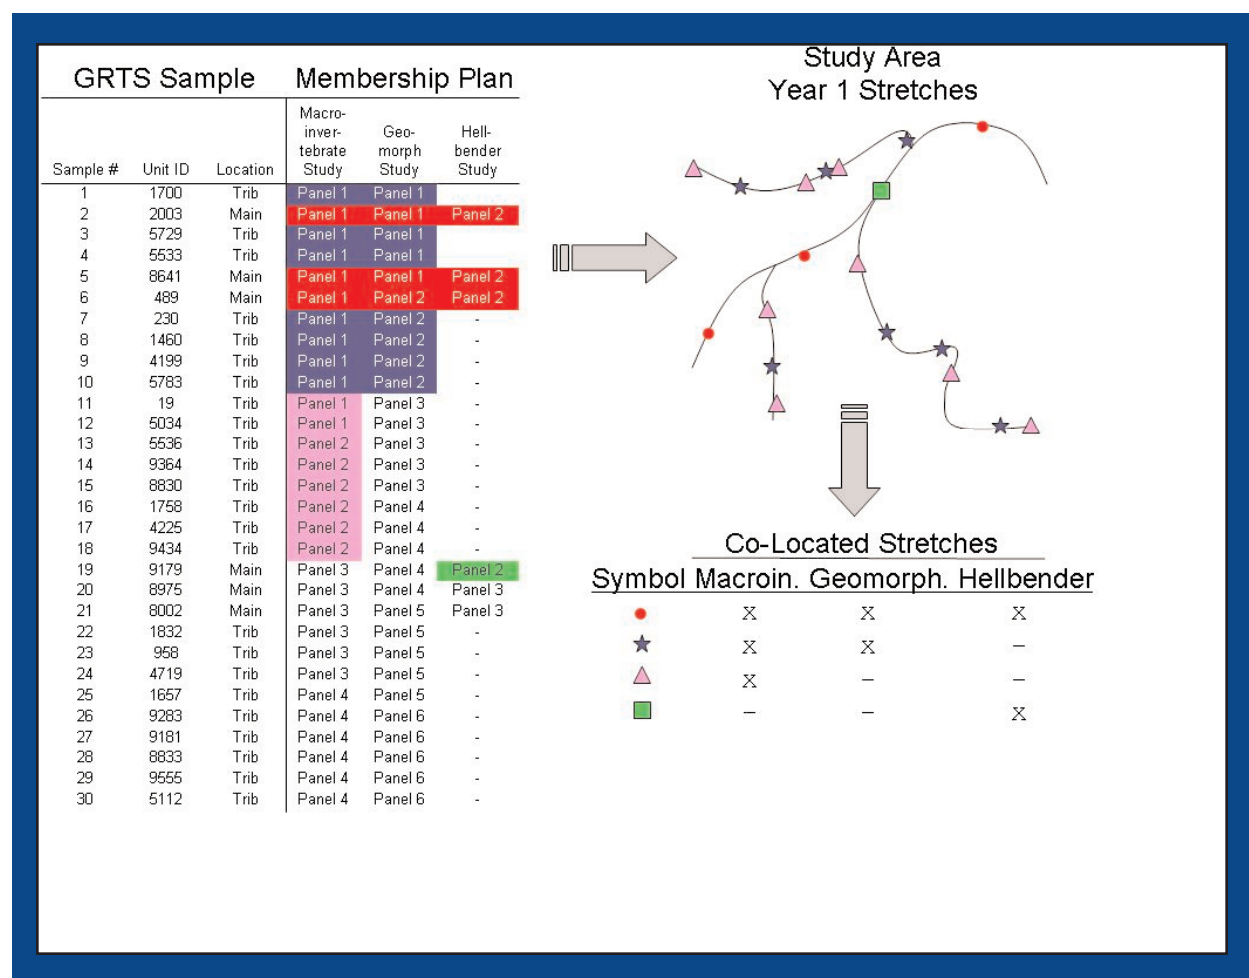 GRTS Sample Membership Plan
Macro-
inver- Geo- Hell-
tebrate morph bender
Sample # Unit ID Location Study Study Study
1 1700 Trib Panel 1 Panel 1
2 2003 Main Panel 1 Panel 1 Panel 2
3 5729 Trib Panel 1 Panel 1
4 5533 Trib Panel 1 Panel 1
5 8641 Main Panel 1 Panel 1 Panel 2
6 489 Main Panel 1 Panel 2 Panel 2
7 230 Trib Panel 1 Panel 2 -
8 1460 Trib Panel 1 Panel 2 -
9 4199 Trib Panel 1 Panel 2 -
10 5783 Trib Panel 1 Panel 2 -
11 19 Trib Panel 1 Panel 3 -
12 5034 Trib Panel 1 Panel 3 -
13 5536 Trib Panel 2 Panel 3 -
14 9364 Trib Panel 2 Panel 3 -
15 8830 Trib Panel 2 Panel 3 -
16 1758 Trib Panel 2 Panel 4 -
17 4225 Trib Panel 2 Panel 4 -
18 9434 Trib Panel 2 Panel 4 -
19 9179 Main Panel 3 Panel 4 Panel 2
20 8975 Main Panel 3 Panel 4 Panel 3
21 8002 Main Panel 3 Panel 5 Panel 3
22 1832 Trib Panel 3 Panel 5 -
23 958 Trib Panel 3 Panel 5 -
24 4719 Trib Panel 3 Panel 5 -
25 1657 Trib Panel 4 Panel 5 -
26 9283 Trib Panel 4 Panel 6 -
27 9181 Trib Panel 4 Panel 6 -
28 8833 Trib Panel 4 Panel 6 -
29 9555 Trib Panel 4 Panel 6 -
30 5112 Trib Panel 4 Panel 6 -
Study Area
Year 1 Stretches
Co-Located Stretches
Symbol Macroin. Geomorph. Hellbender
X X X
X X –
X – –
– – X